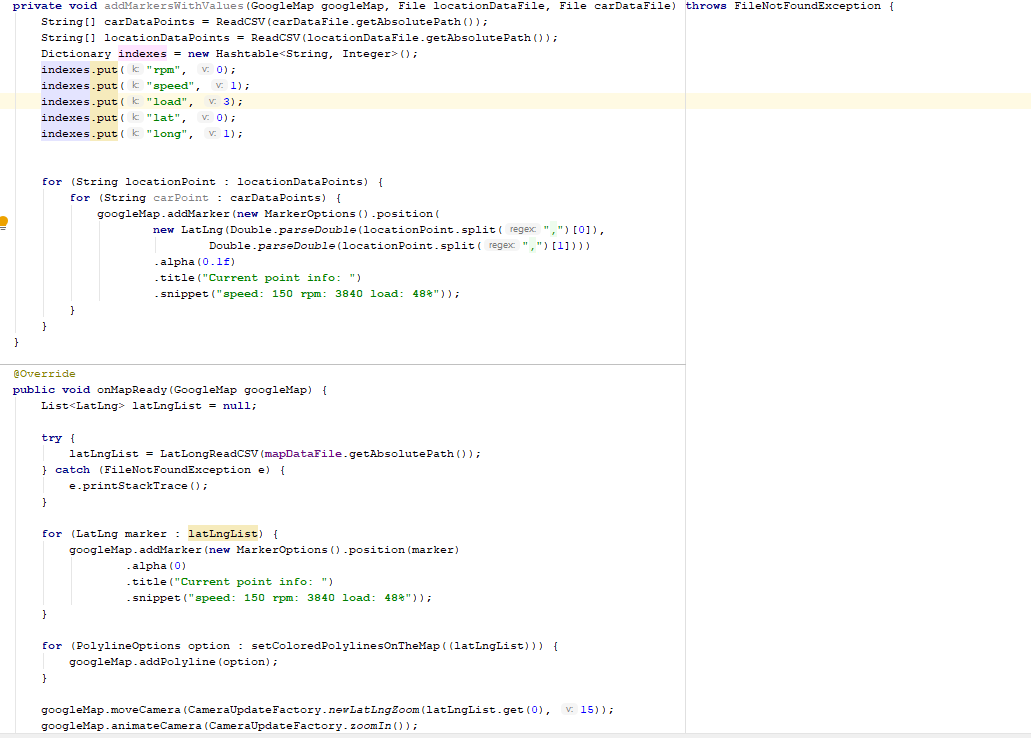 private void addMarkersWithValues(GoogleMap googleMap, File locationDataFile, File carDataFile) throws FileNotFoundException {
String[] carDataPoints = ReadCSV(carDataFile.getAbsolutePath());
String[] locationDataPoints = ReadCSV(locationDataFile.getAbsolutePath());
Dictionary indexes = new Hashtable<String, Integer>();
indexes.put( k: "rpm", v: 0);
indexes.put( k: "speed", v: 1);
indexes.put( k: "load", v: 3);
indexes.put( k: "lat", v: 0);
indexes.put( k: "long", v: 1);
for (String locationPoint : locationDataPoints) {
for (String carPoint : carDataPoints) {
googleMap.addMarker(new MarkerOptions().position(
new LatLng(Double.parseDouble(locationPoint.split( regex: ",")[0]),
Double.parseDouble(locationPoint.split( regex: ",")[1])))
.alpha(0.1f)
.title("Current point info: ")
.snippet("speed: 150 rpm: 3840 load: 48%"));
}
}
}
@Override
public void onMapReady(GoogleMap googleMap) {
List<LatLng> latLngList = null;
try {
latLngList = LatLongReadCSV(mapDataFile.getAbsolutePath());
} catch (FileNotFoundException e) {
e.printStackTrace();
}
for (LatLng marker : latLngList) {
googleMap.addMarker(new MarkerOptions().position(marker)
.alpha(0)
.title("Current point info: ")
.snippet("speed: 150 rpm: 3840 load: 48%"));
}
for (PolylineOptions option : setColoredPolylinesOnTheMap((latLngList))) {
googleMap.addPolyline(option);
}
googleMap.moveCamera(CameraUpdateFactory.newLatLngZoom(latLngList.get(0), v: 15));
googleMap.animateCamera(CameraUpdateFactory.zoomIn());